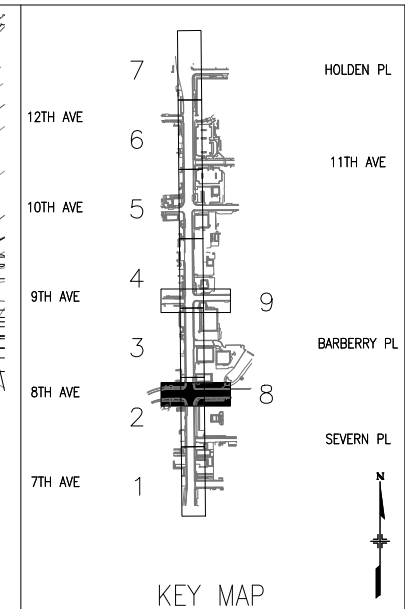 7
HOLDEN PL
12TH AVE
6
11TH AVE
10TH AVE
5
4
9TH AVE
9
3
BARBERRY PL
8TH AVE
8
2
SEVERN PL
7TH AVE
1
N
KEY MAP